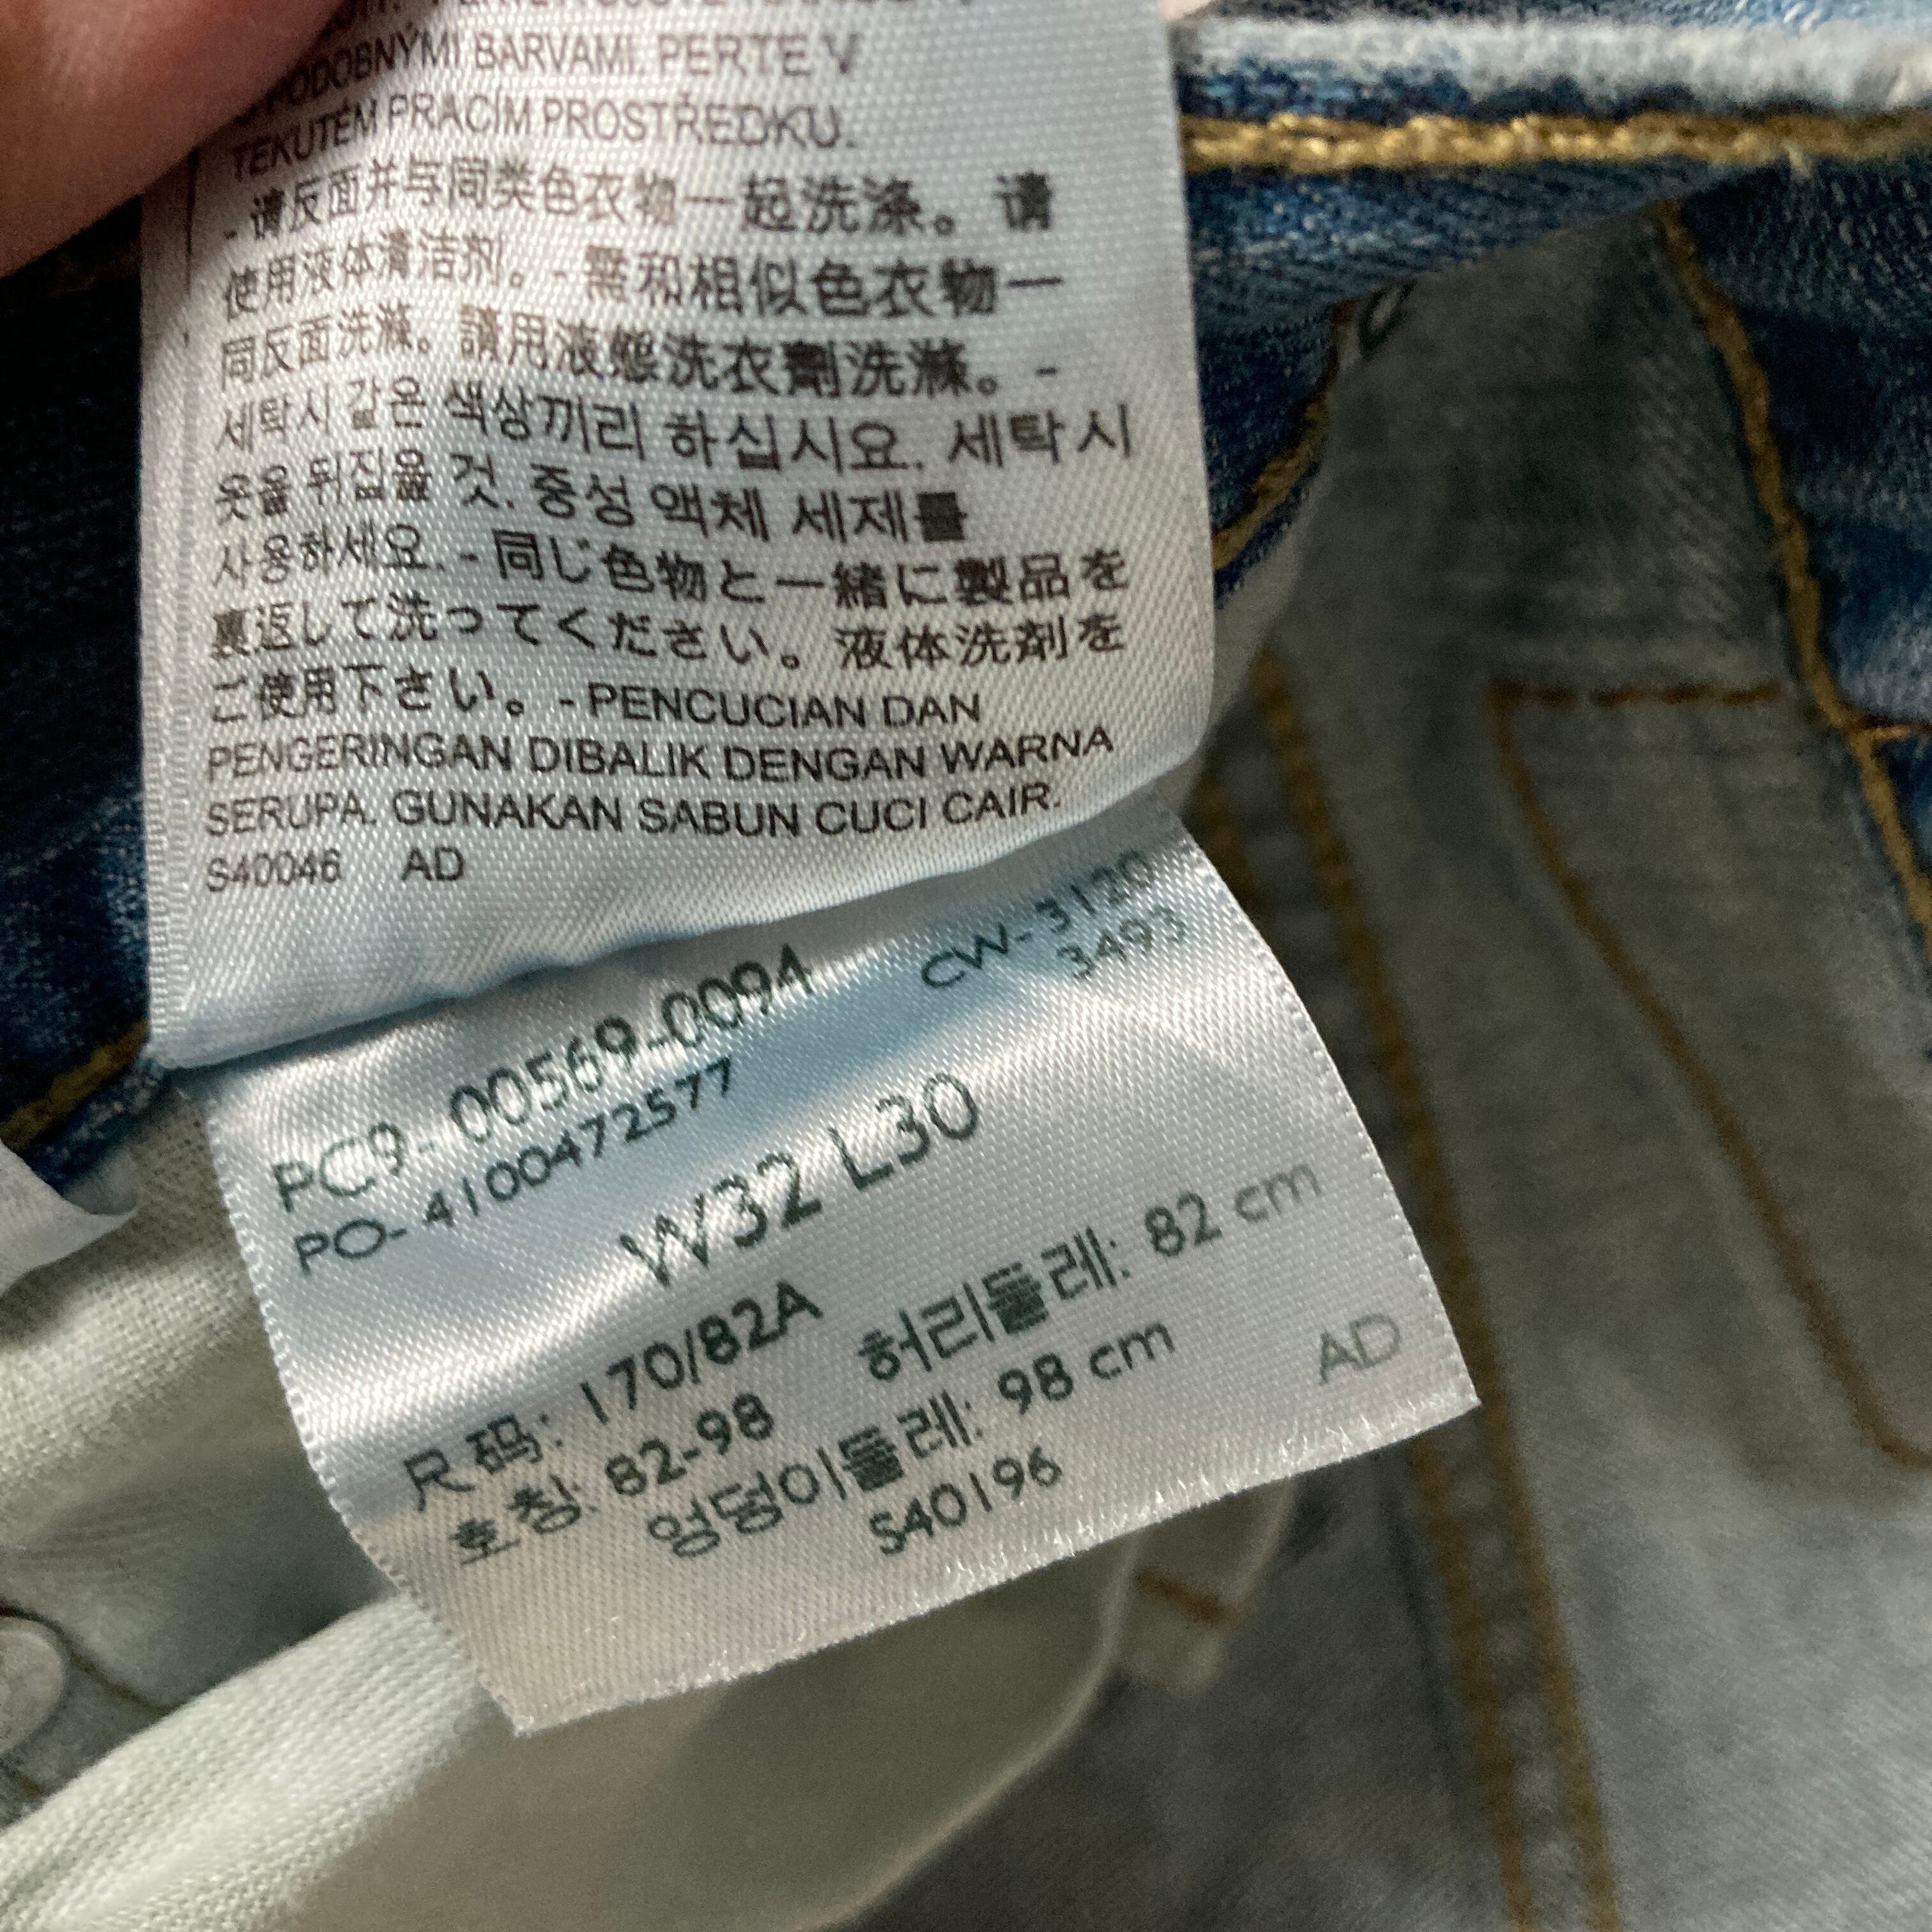 PODOBNÝMI BARVAMI. PERTE V
TEKUTÉM PRACÍM PROSTŘEDKU.
- 请反面并与同类色衣物一起洗涤。请
使用液体清洁剂。- 需和相似色衣物一
同反面洗滌。請用液態洗衣劑洗滌。-
세탁시 같은 색상끼리 하십시요. 세탁시
옷을 뒤집을 것. 중성 액체 세제를
사용하세요. - 同じ色物と一緒に製品を
裏返して洗ってください。液体洗剤を
ご使用下さい。- PENCUCIAN DAN
PENGERINGAN DIBALIK DENGAN WARNA
SERUPA. GUNAKAN SABUN CUCI CAIR.
S40046 AD
PC9-00569-0094 CW-3120
PO-4100472577 3493
W32 L30
尺码: 170/82A 허리둘레: 82 cm
호칭: 82-98 엉덩이둘레: 98 cm AD
S40196